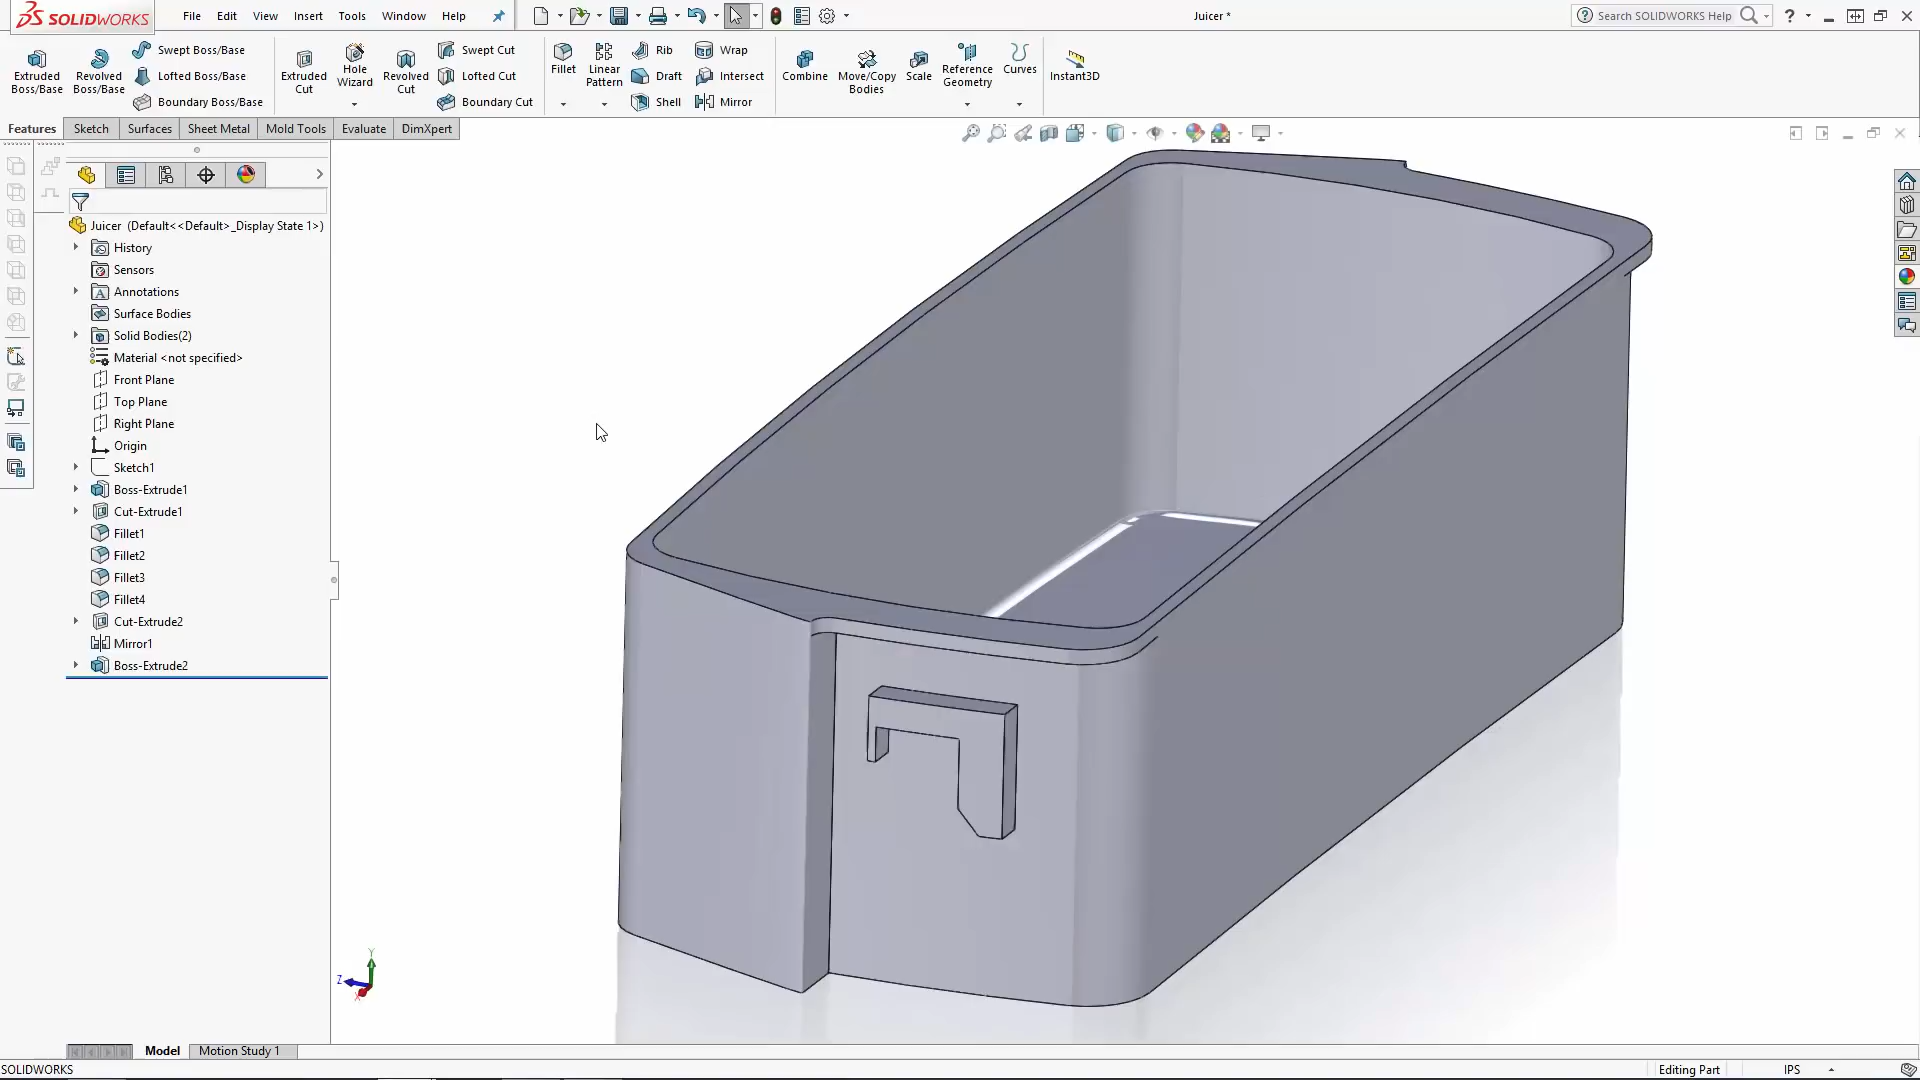 SOLIDWORKS
File Edit View Insert Tools Window Help
Juicer *
Search SOLIDWORKS Help
Extruded Boss/Base
Revolved Boss/Base
Swept Boss/Base
Lofted Boss/Base
Boundary Boss/Base
Extruded Cut
Hole Wizard
Revolved Cut
Swept Cut
Lofted Cut
Boundary Cut
Fillet
Linear Pattern
Rib
Draft
Shell
Wrap
Intersect
Mirror
Combine
Move/Copy Bodies
Scale
Reference Geometry
Curves
Instant3D
Features Sketch Surfaces Sheet Metal Mold Tools Evaluate DimXpert
Juicer (Default<<Default>_Display State 1>)
History
Sensors
Annotations
Surface Bodies
Solid Bodies(2)
Material <not specified>
Front Plane
Top Plane
Right Plane
Origin
Sketch1
Boss-Extrude1
Cut-Extrude1
Fillet1
Fillet2
Fillet3
Fillet4
Cut-Extrude2
Mirror1
Boss-Extrude2
Y
Z
X
Model Motion Study 1
SOLIDWORKS
Editing Part
IPS